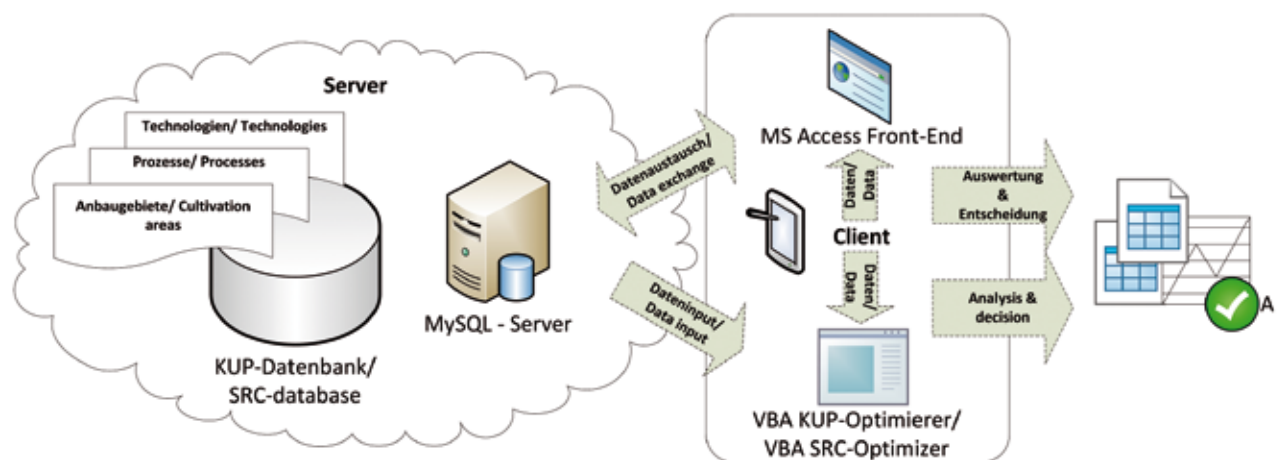 Server
Technologien/ Technologies
Prozesse/ Processes
Anbaugebiete/ Cultivation
areas
KUP-Datenbank/
SRC-database
MySQL - Server
Datenaustausch/
Data exchange
Dateninput/
Data input
MS Access Front-End
Daten/
Data
Client
Daten/
Data
VBA KUP-Optimierer/
VBA SRC-Optimizer
Auswertung
&
Entscheidung
Analysis &
decision
A